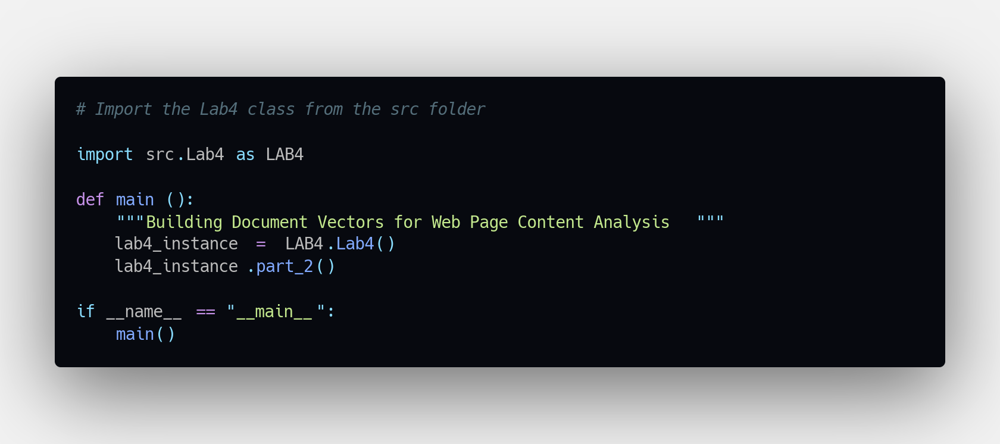 # Import the Lab4 class from the src folder
import src.Lab4 as LAB4
def main ():
"""Building Document Vectors for Web Page Content Analysis """
lab4_instance = LAB4.Lab4()
lab4_instance .part_2()
if __name__ == "__main__":
main()